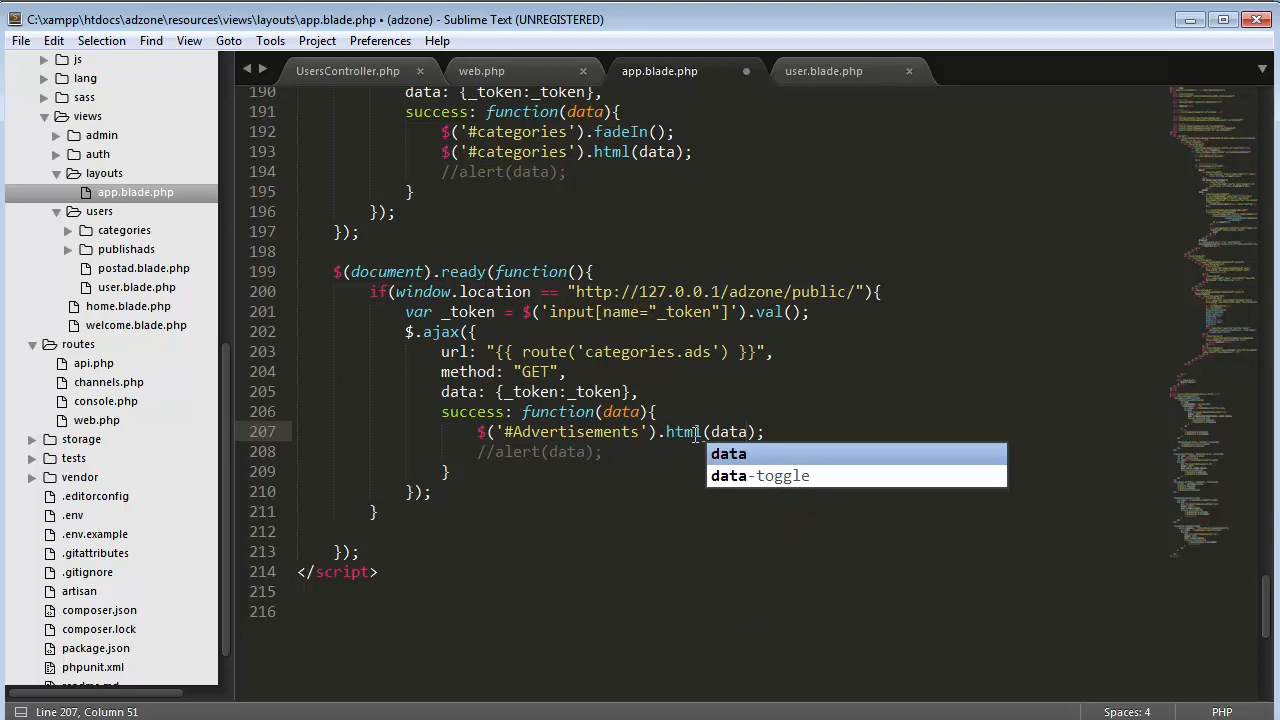 C:\xampp\htdocs\adzone\resources\views\layouts\app.blade.php • (adzone) - Sublime Text (UNREGISTERED)
File Edit Selection Find View Goto Tools Project Preferences Help
js
lang
sass
views
admin
auth
layouts
app.blade.php
users
categories
publishads
postad.blade.php
user.blade.php
home.blade.php
welcome.blade.php
routes
api.php
channels.php
console.php
web.php
storage
tests
vendor
.editorconfig
.env
.env.example
.gitattributes
.gitignore
artisan
composer.json
composer.lock
package.json
phpunit.xml
readme.md
UsersController.php × web.php × app.blade.php user.blade.php ×
190 data: {_token:_token},
191 success: function(data){
192 $('#categories').fadeIn();
193 $('#categories').html(data);
194 //alert(data);
195 }
196 });
197 });
198
199 $(document).ready(function(){
200 if(window.location == "http://127.0.0.1/adzone/public/"){
201 var _token = $('input[name="_token"]').val();
202 $.ajax({
203 url: "{{ route('categories.ads') }}",
204 method: "GET",
205 data: {_token:_token},
206 success: function(data){
207 $('#Advertisements').html(data);
208 //alert(data);
209 }
210 });
211 }
212
213 });
214 </script>
215
216
data
data-toggle
Line 207, Column 51
Spaces: 4
PHP